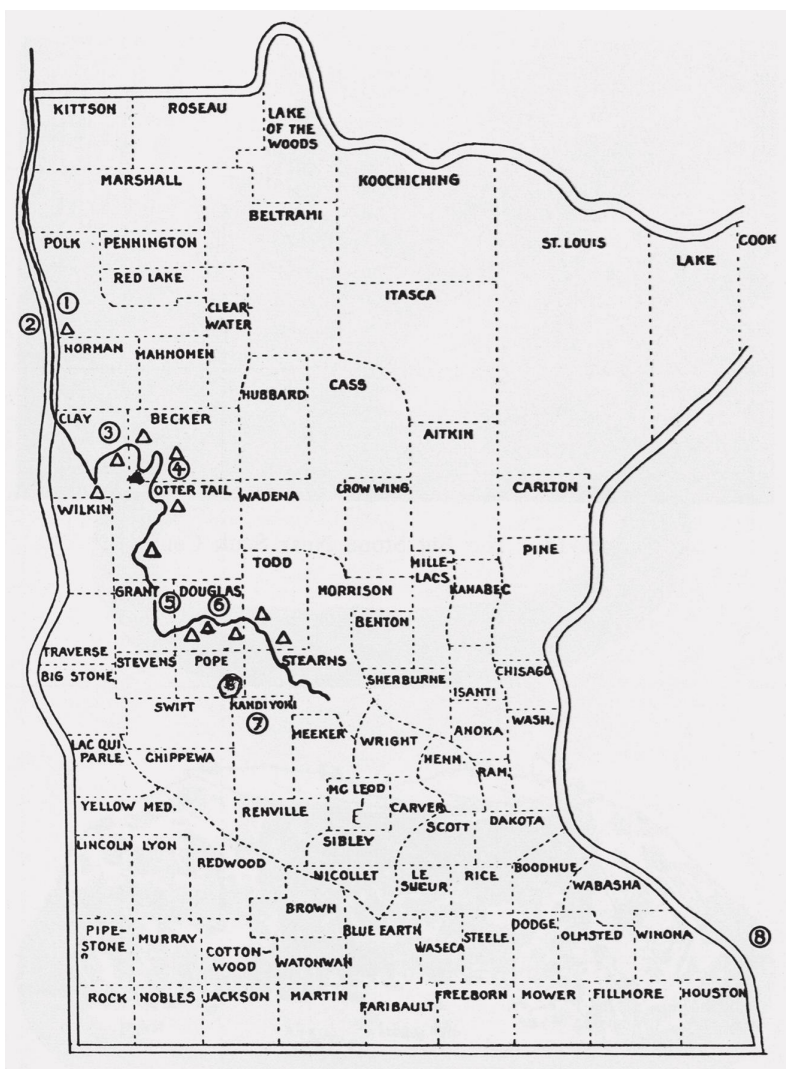 KITTSON
ROSEAU
LAKE
OF THE
WOODS
MARSHALL
KOOCHICHING
BELTRAMI
POLK
PENNINGTON
ST. LOUIS
COOK
LAKE
RED LAKE
ITASCA
CLEAR-
WATER
1
2
NORMAN
MAHNOMEN
HUBBARD
CASS
CLAY
BECKER
3
AITKIN
4
OTTER TAIL
WADENA
CROW WING
CARLTON
WILKIN
PINE
TODD
MILLE-
LACS
KANABEC
GRANT
DOUGLAS
MORRISON
5
6
BENTON
TRAVERSE
STEVENS
POPE
STEARNS
BIG STONE
SHERBURNE
CHISAGO
ISANTI
8
SWIFT
KANDIYOKI
7
MEEKER
WRIGHT
ANOKA
WASH.
LAC QUI
PARLE
CHIPPEWA
HENN.
RAM.
MC LEOD
YELLOW MED.
RENVILLE
CARVER
SCOTT
DAKOTA
LINCOLN
LYON
REDWOOD
SIBLEY
NICOLLET
LE
SUEUR
RICE
BOODHUE
WABASHA
BROWN
PIPE-
STONE
MURRAY
COTTON-
WOOD
WATONWAN
BLUE EARTH
WASECA
STEELE
DODGE
OLMSTED
WINONA
8
ROCK
NOBLES
JACKSON
MARTIN
FARIBAULT
FREEBORN
MOWER
FILLMORE
HOUSTON